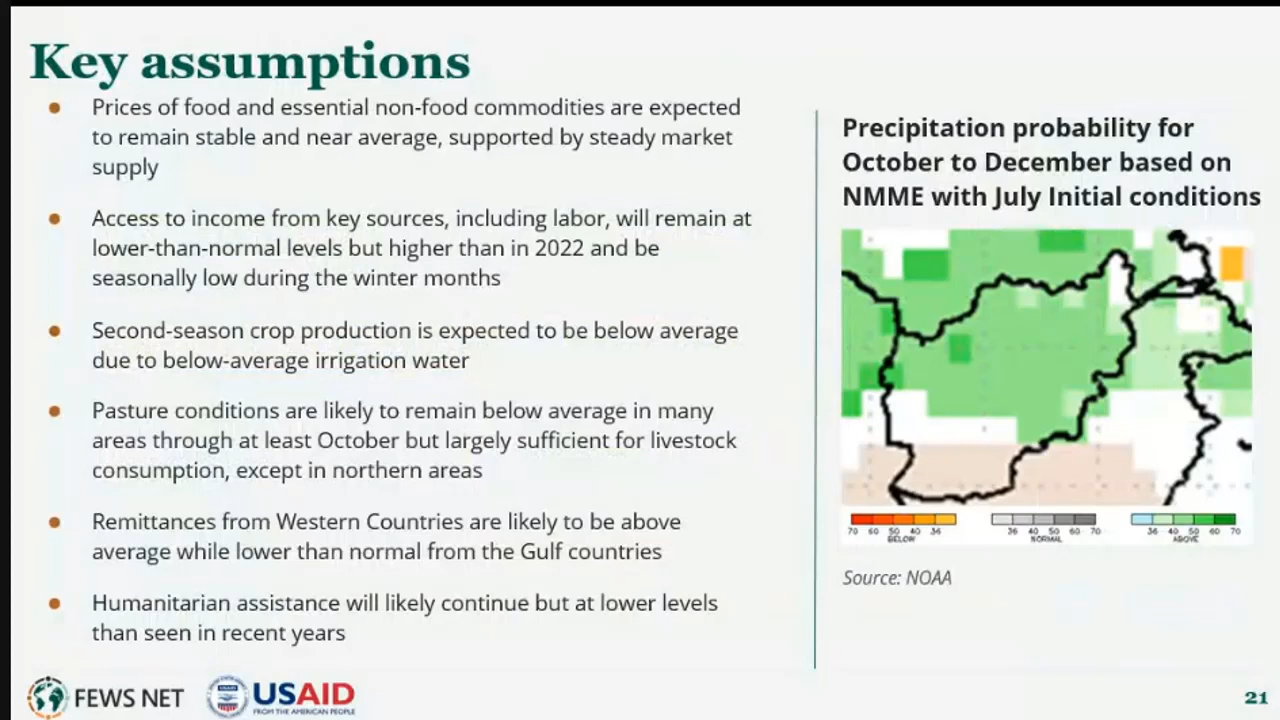 Key assumptions
Prices of food and essential non-food commodities are expected
to remain stable and near average, supported by steady market
supply
Access to income from key sources, including labor, will remain at
lower-than-normal levels but higher than in 2022 and be
seasonally low during the winter months
Second-season crop production is expected to be below average
due to below-average irrigation water
Pasture conditions are likely to remain below average in many
areas through at least October but largely sufficient for livestock
consumption, except in northern areas
Remittances from Western Countries are likely to be above
average while lower than normal from the Gulf countries
Humanitarian assistance will likely continue but at lower levels
than seen in recent years
Precipitation probability for
October to December based on
NMME with July Initial conditions
70 60 50 40 36
BELOW
36 40 50 60 70
NORMAL
36 40 50 60 70
ABOVE
Source: NOAA
FEWS NET
USAID
USAID
FROM THE AMERICAN PEOPLE
21